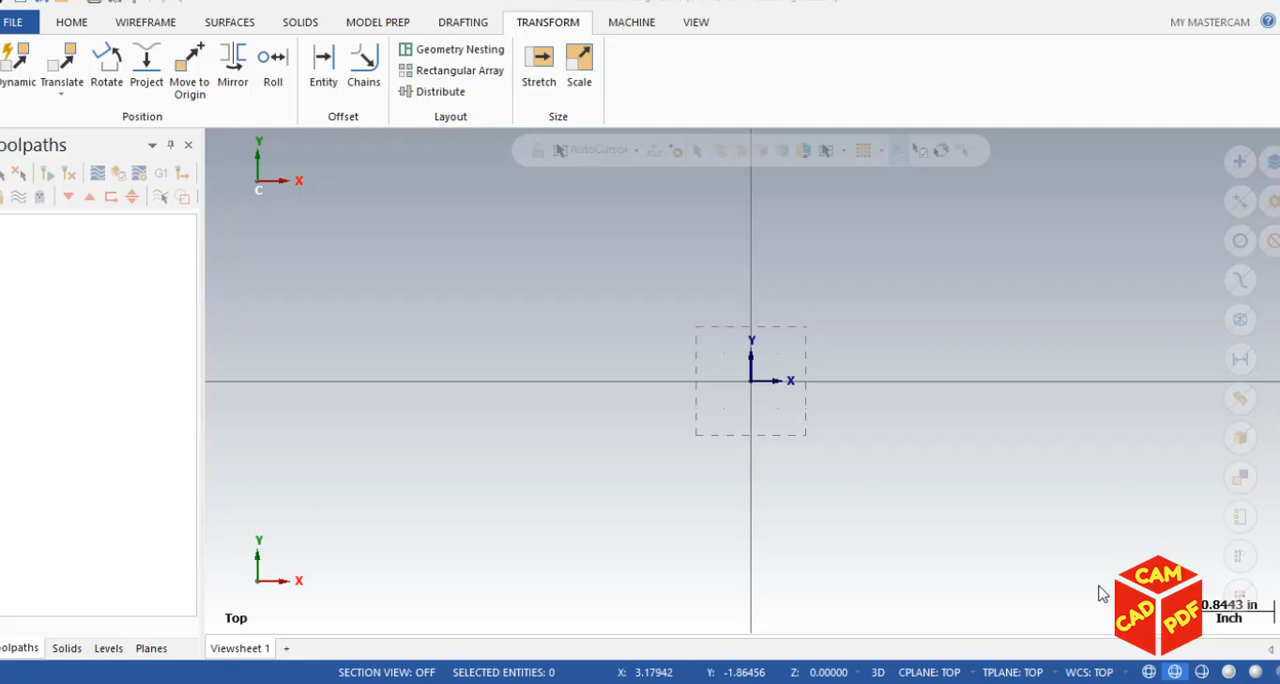 FILE HOME WIREFRAME SURFACES SOLIDS MODEL PREP DRAFTING TRANSFORM MACHINE VIEW MY MASTERCAM ?
Dynamic Translate Rotate Project Move to Origin Mirror Roll
Position
Entity Chains
Offset
Geometry Nesting
Rectangular Array
Distribute
Layout
Stretch Scale
Size
oolpaths
G1
AutoCursor
Y
X
C
Y
X
Y
X
Top
CAM
CAD
PDF
0.8443 in
Inch
oolpaths Solids Levels Planes
Viewsheet 1 +
SECTION VIEW: OFF SELECTED ENTITIES: 0 X: 3.17942 Y: -1.86456 Z: 0.00000 3D CPLANE: TOP TPLANE: TOP WCS: TOP